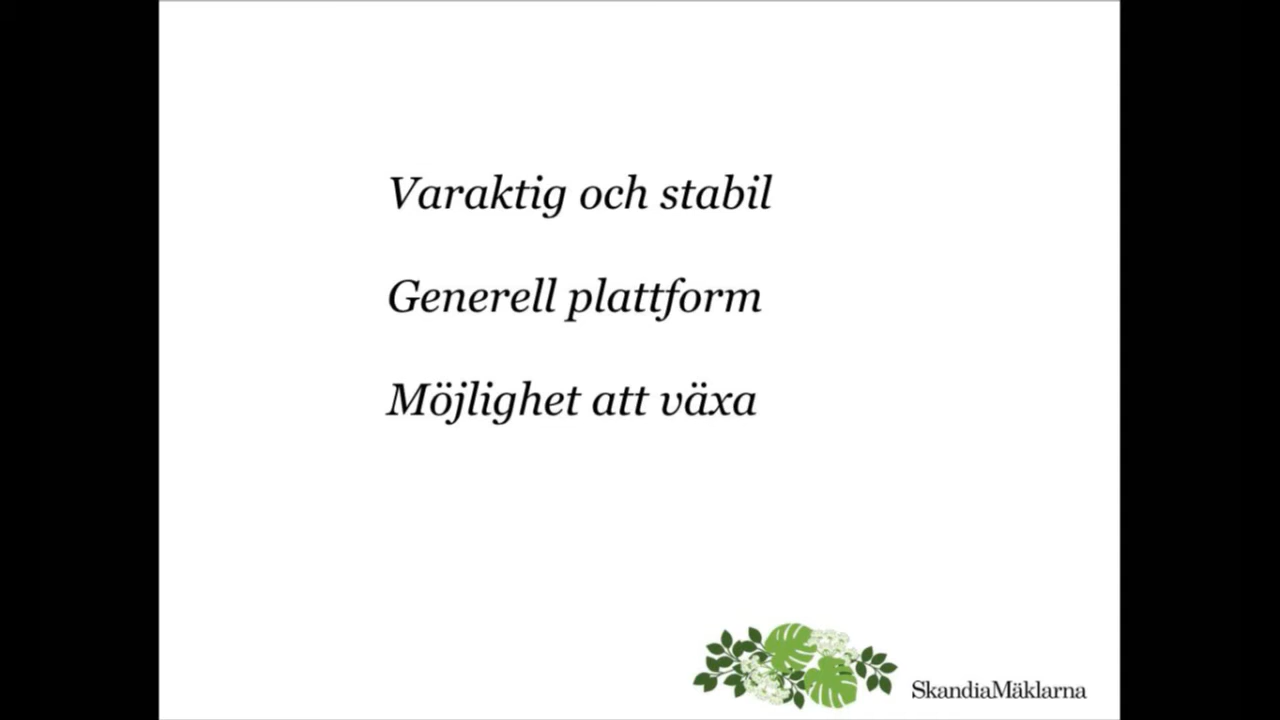 Varaktig och stabil
Generell plattform
Möjlighet att växa
SkandiaMäklarna